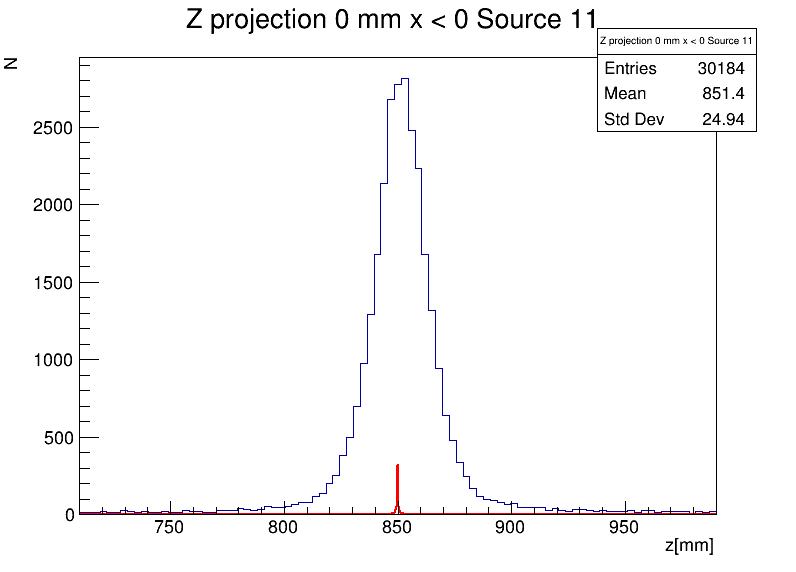 Z projection 0 mm x < 0 Source 11
Z projection 0 mm x < 0 Source 11
Entries 30184
Mean 851.4
Std Dev 24.94
N
2500
2000
1500
1000
500
0
750 800 850 900 950
z[mm]